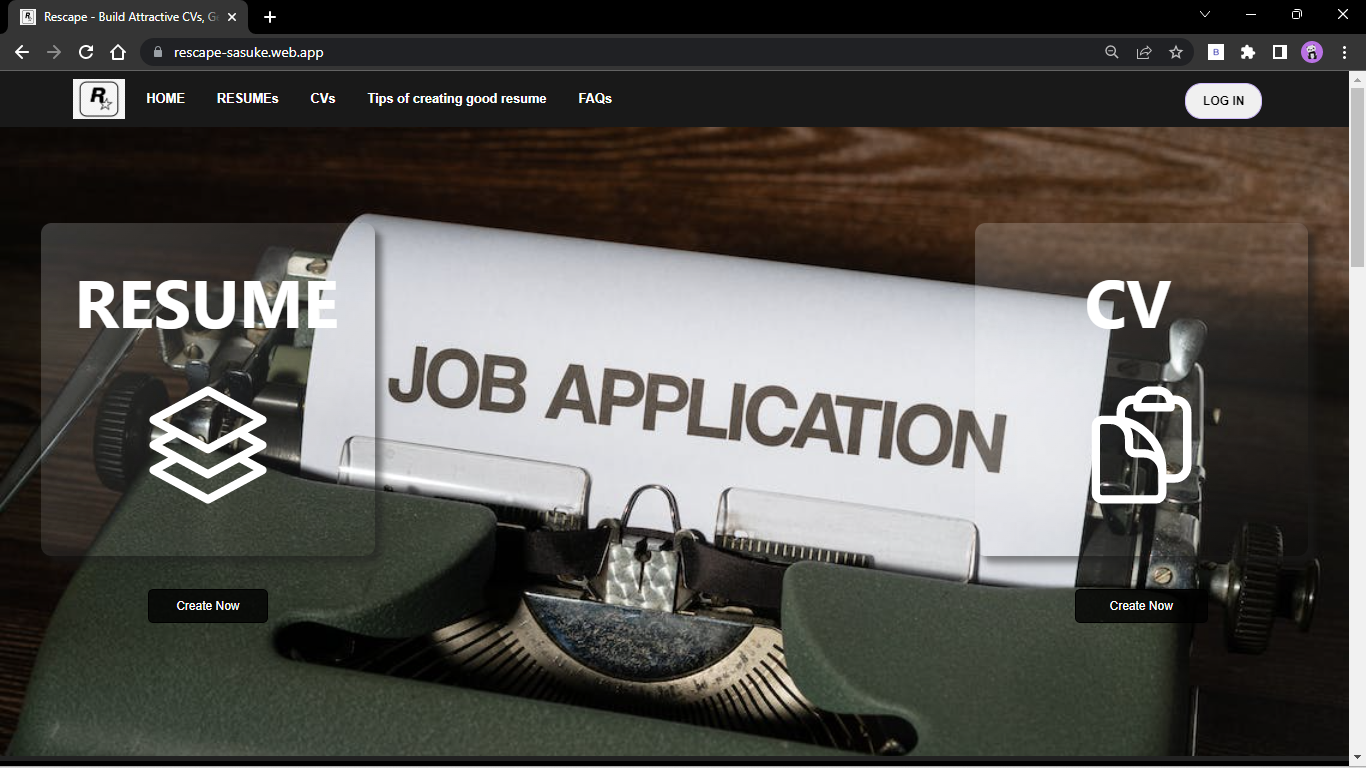 Rescape - Build Attractive CVs, G
rescape-sasuke.web.app
B
R
HOME
RESUMEs
CVs
Tips of creating good resume
FAQs
LOG IN
RESUME
CV
JOB APPLICATION
Create Now
Create Now